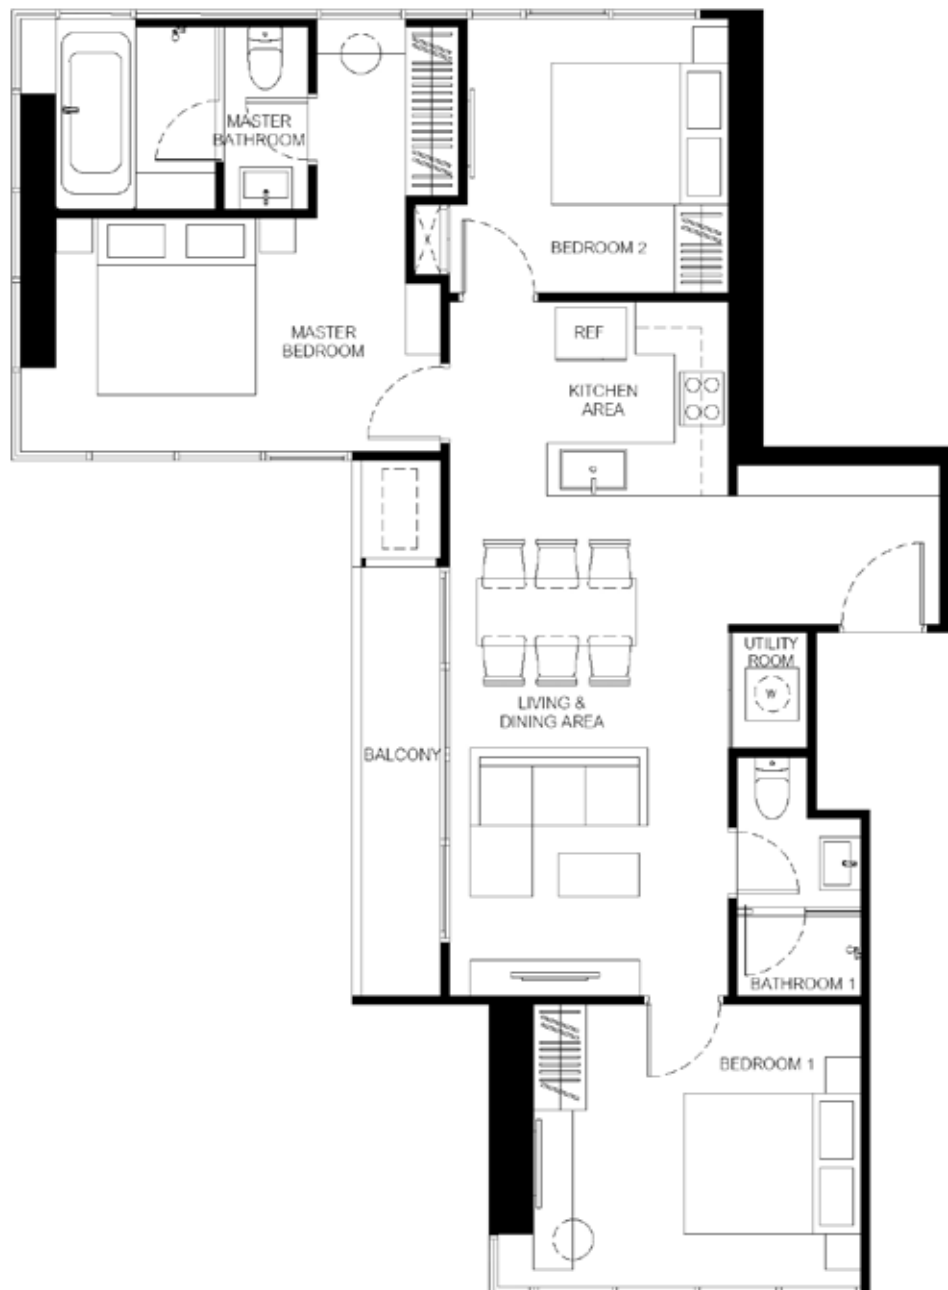 MASTER
BATHROOM
BEDROOM 2
MASTER
BEDROOM
REF
KITCHEN
AREA
UTILITY
ROOM
W
LIVING &
DINING AREA
BALCONY
BATHROOM 1
BEDROOM 1